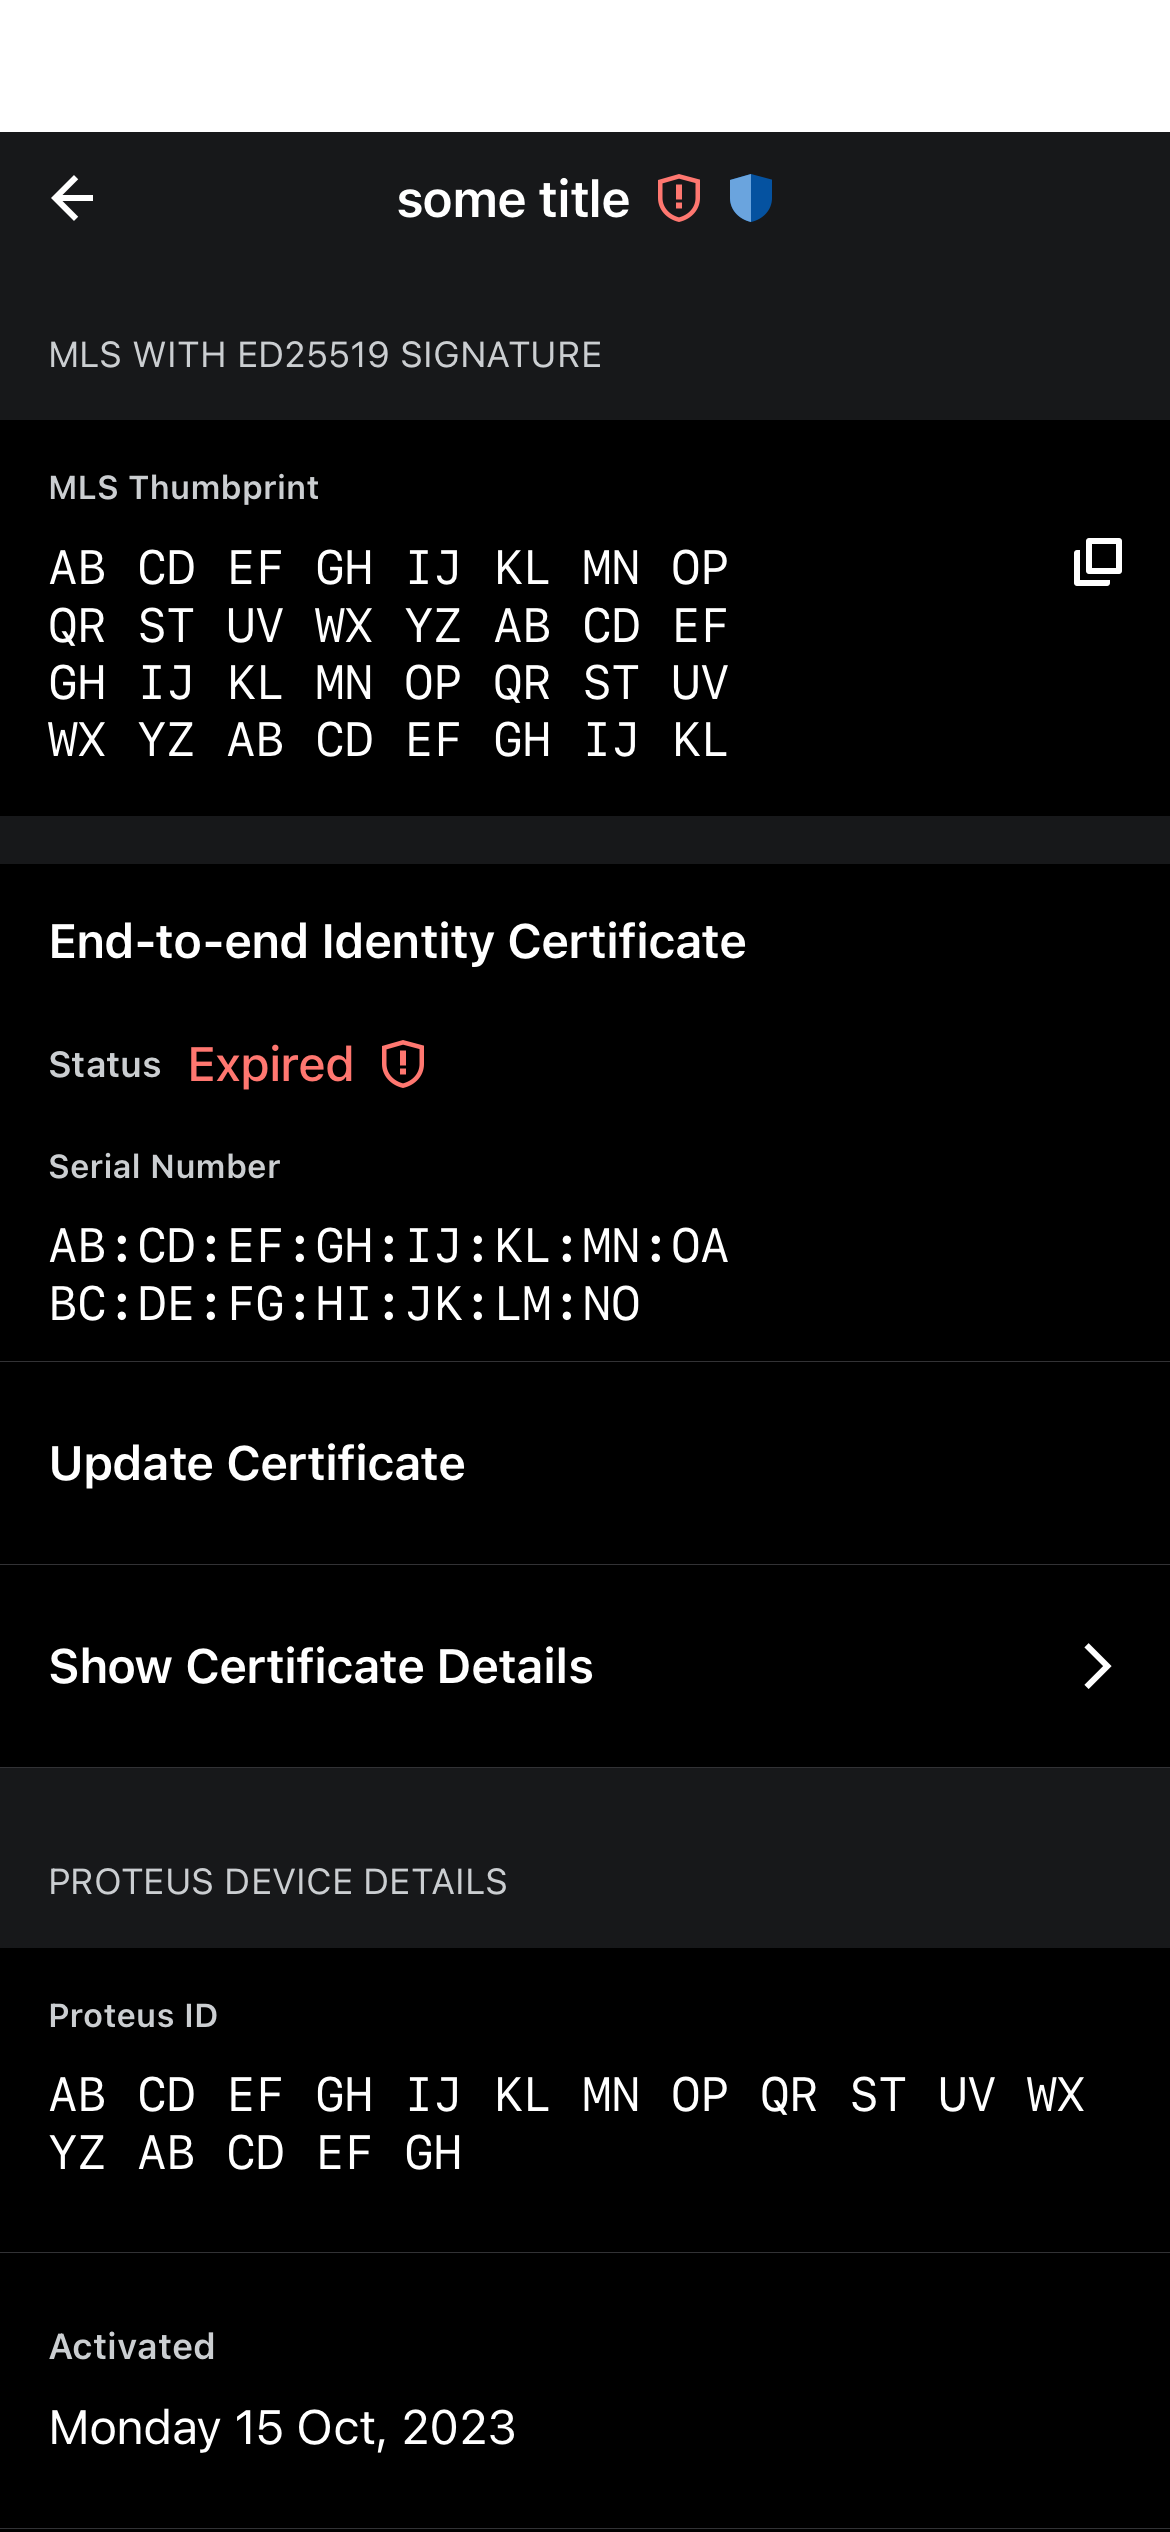 some title
MLS WITH ED25519 SIGNATURE
MLS Thumbprint
AB CD EF GH IJ KL MN OP
QR ST UV WX YZ AB CD EF
GH IJ KL MN OP QR ST UV
WX YZ AB CD EF GH IJ KL
End-to-end Identity Certificate
Status Expired
Serial Number
AB:CD:EF:GH:IJ:KL:MN:OA
BC:DE:FG:HI:JK:LM:NO
Update Certificate
Show Certificate Details
PROTEUS DEVICE DETAILS
Proteus ID
AB CD EF GH IJ KL MN OP QR ST UV WX
YZ AB CD EF GH
Activated
Monday 15 Oct, 2023